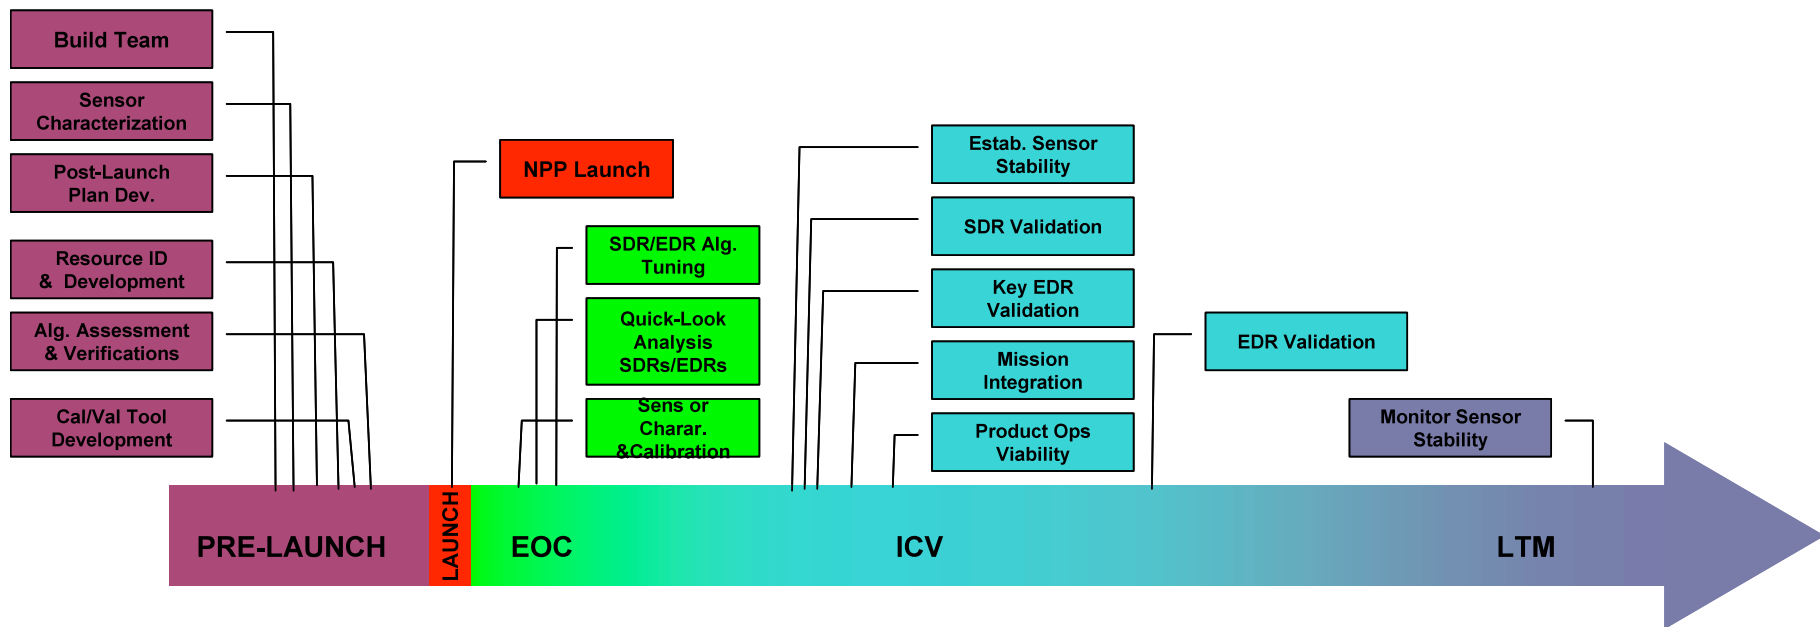 Build Team
Sensor
Characterization
Post-Launch
Plan Dev.
Resource ID
& Development
Alg. Assessment
& Verifications
Cal/Val Tool
Development
NPP Launch
SDR/EDR Alg.
Tuning
Quick-Look
Analysis
SDRs/EDRs
Sens or
Charar.
&Calibration
Estab. Sensor
Stability
SDR Validation
Key EDR
Validation
Mission
Integration
Product Ops
Viability
EDR Validation
Monitor Sensor
Stability
PRE-LAUNCH
LAUNCH
EOC
ICV
LTM